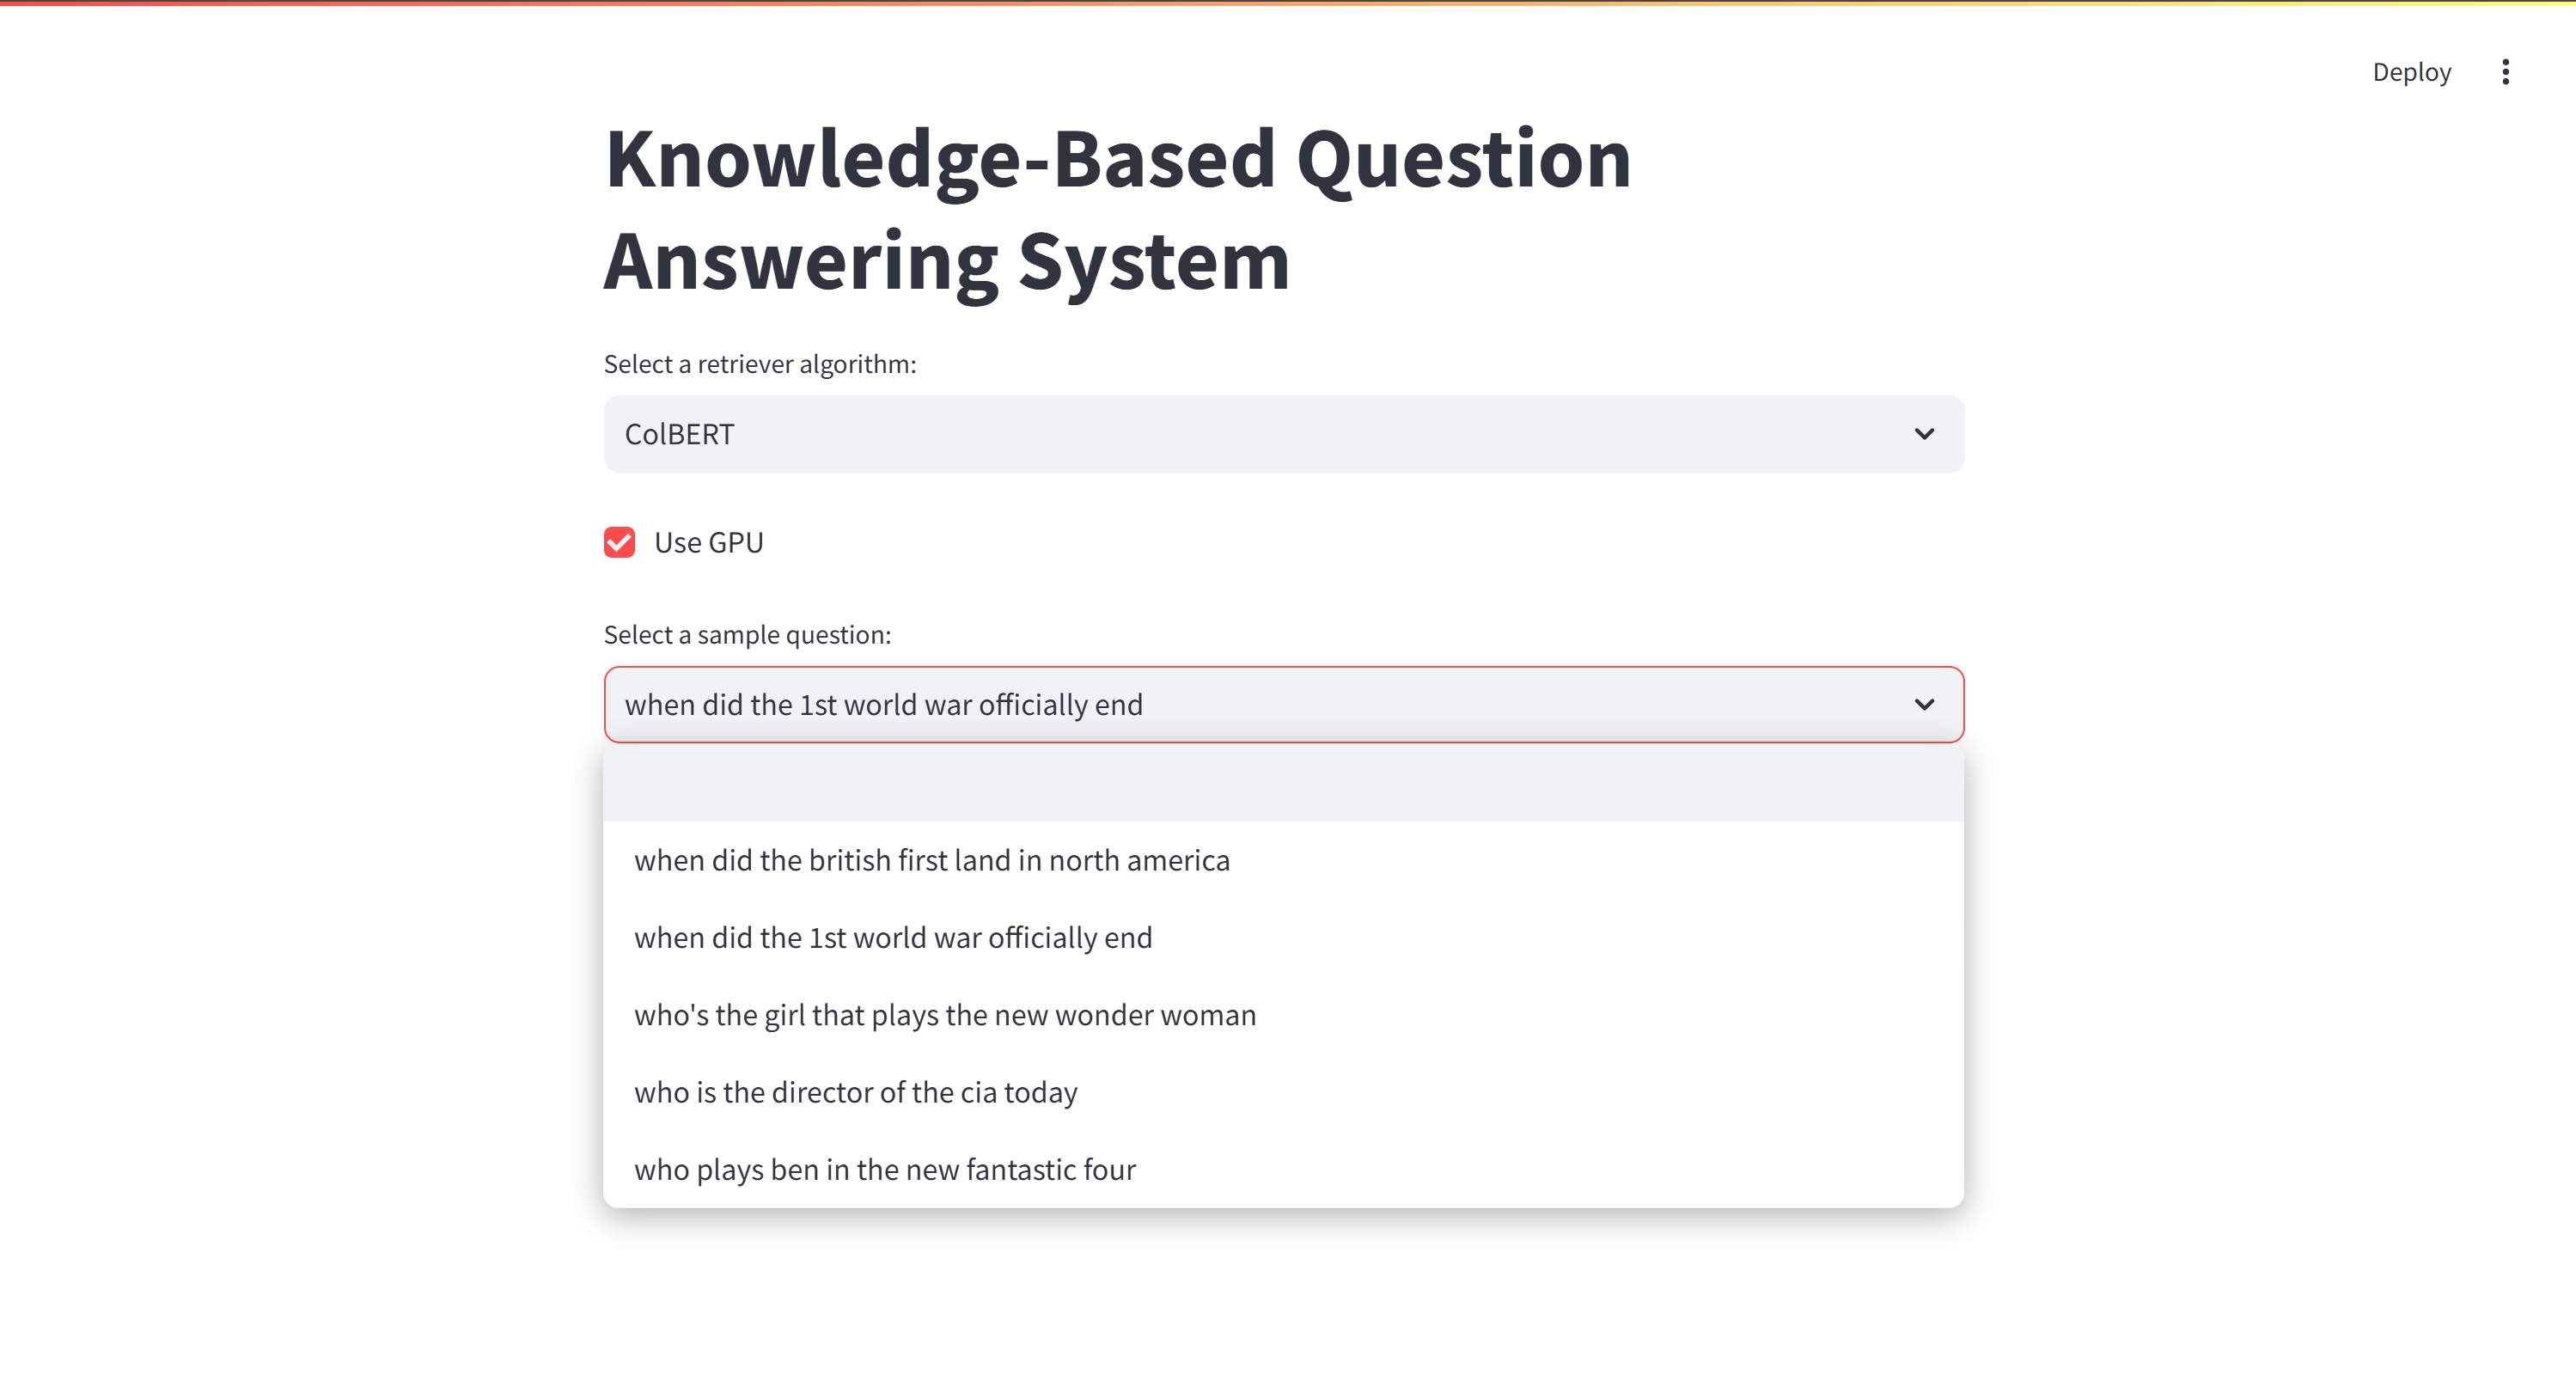 Deploy
Knowledge-Based Question
Answering System
Select a retriever algorithm:
ColBERT
Use GPU
Select a sample question:
when did the 1st world war officially end
when did the british first land in north america
when did the 1st world war officially end
who's the girl that plays the new wonder woman
who is the director of the cia today
who plays ben in the new fantastic four